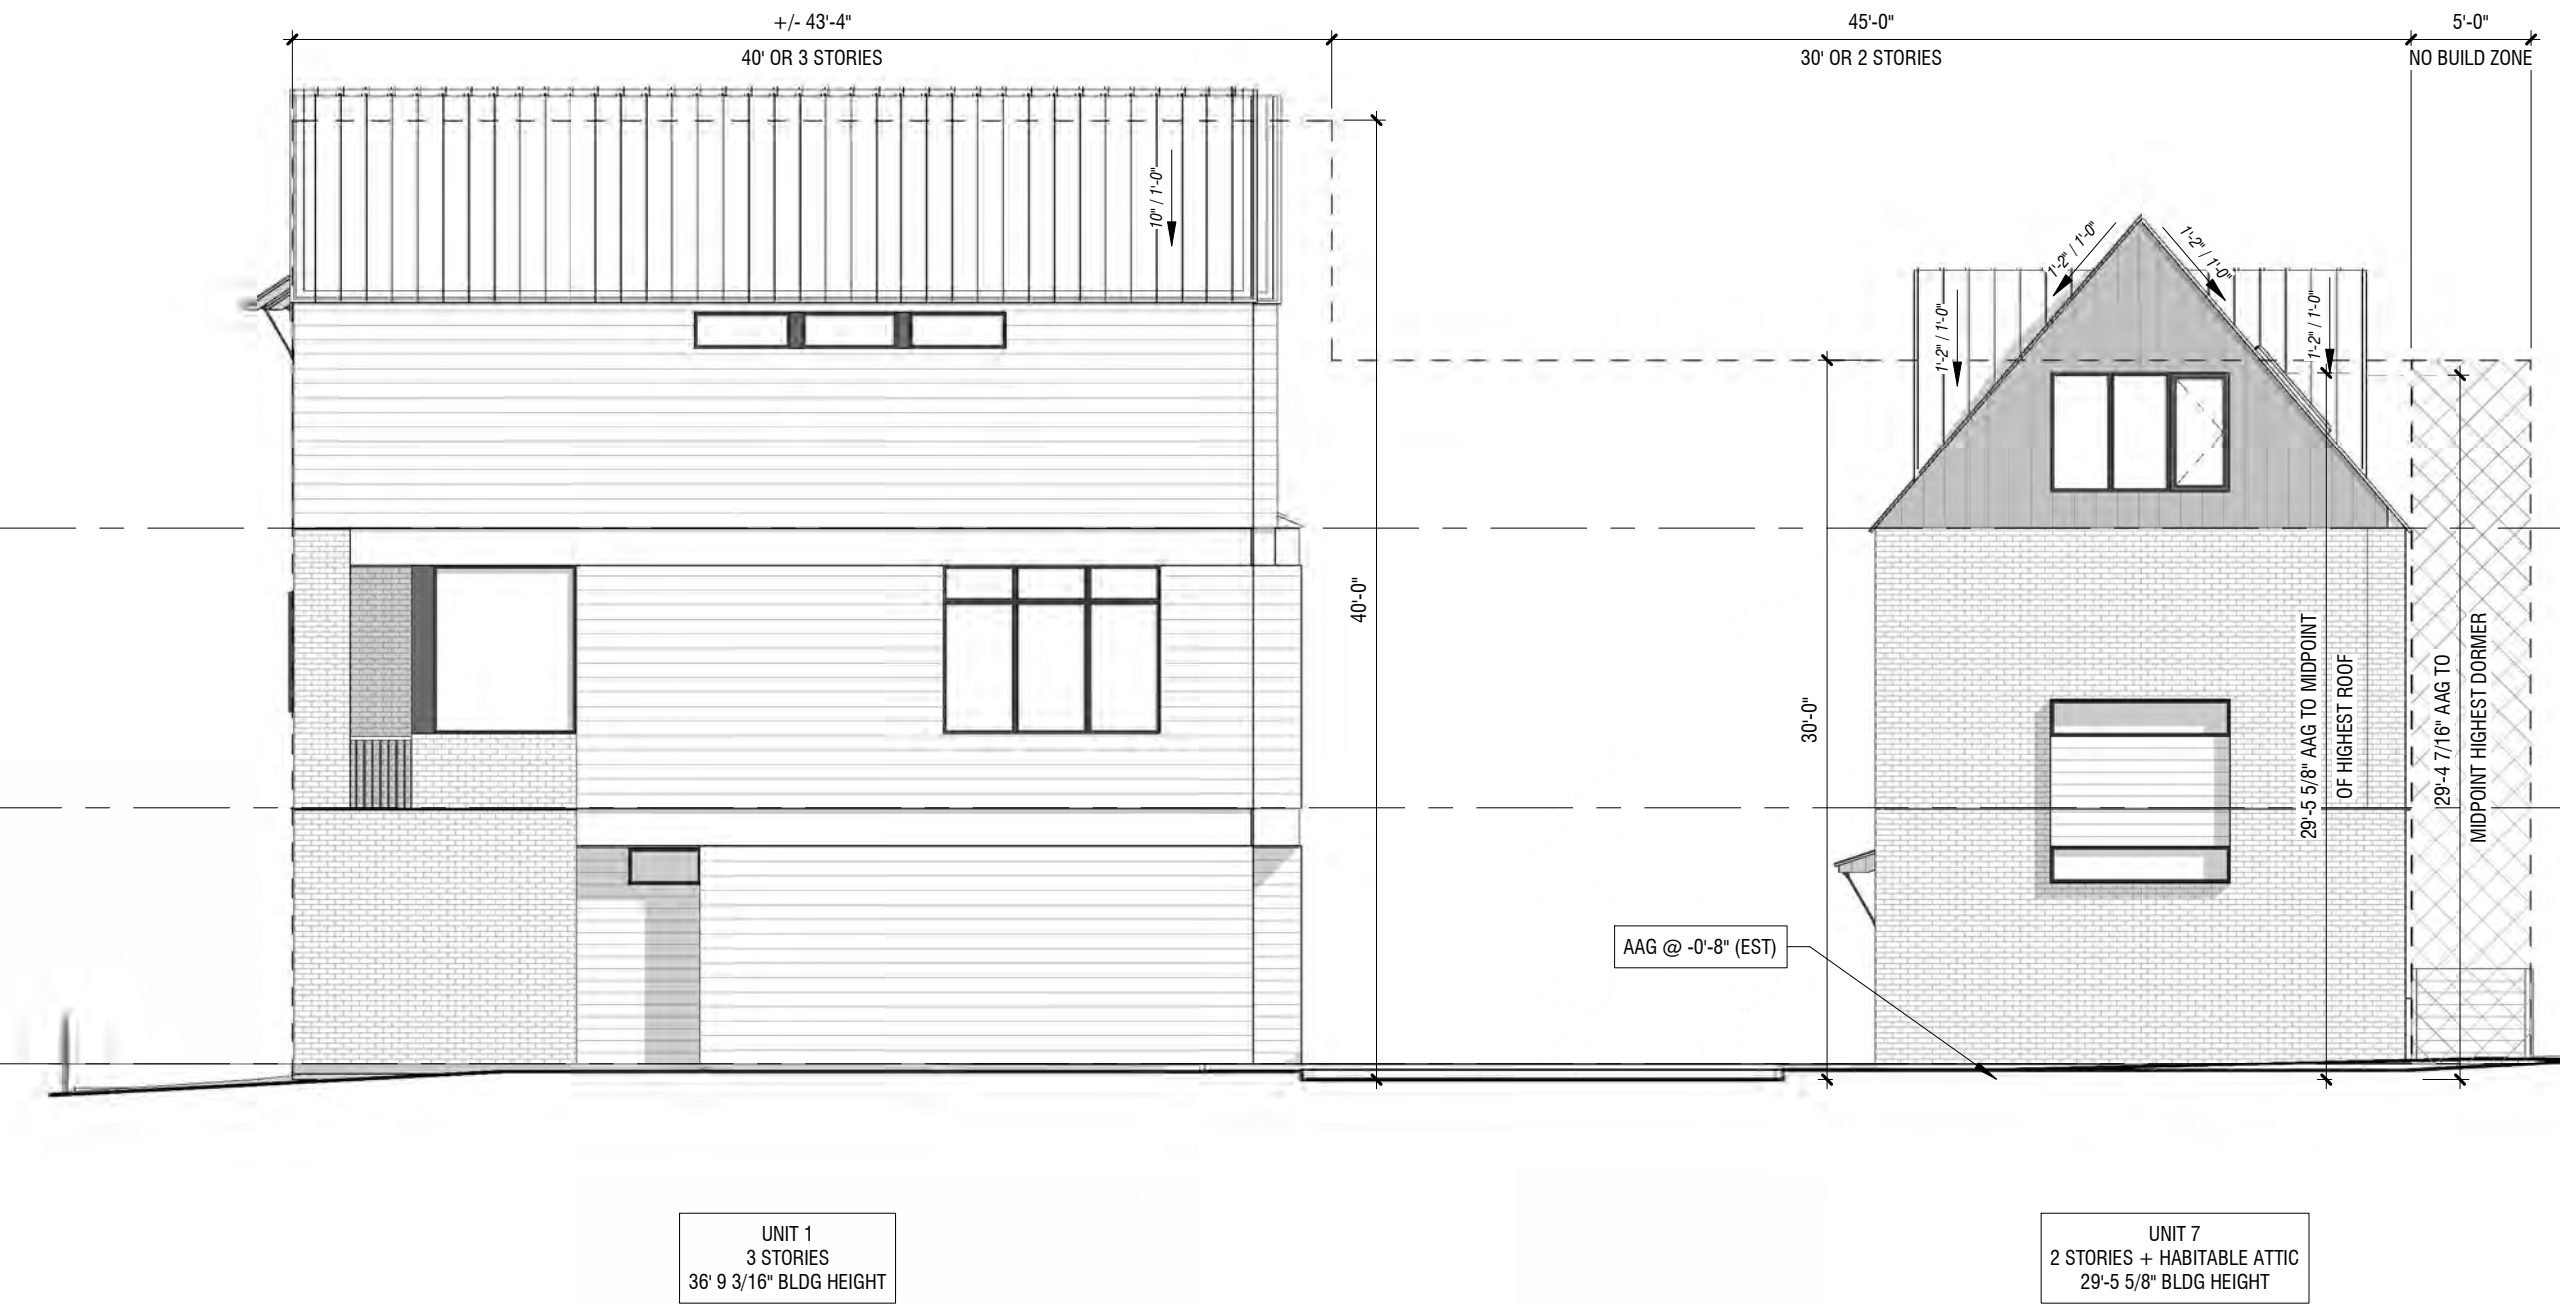 +/- 43'-4"
45'-0"
5'-0"
40' OR 3 STORIES
30' OR 2 STORIES
NO BUILD ZONE
10" / 1'-0"
1'-2" / 1'-0"
1'-2" / 1'-0"
1'-2" / 1'-0"
1'-2" / 1'-0"
40'-0"
30'-0"
29'-5 5/8" AAG TO MIDPOINT
OF HIGHEST ROOF
29'-4 7/16" AAG TO
MIDPOINT HIGHEST DORMER
AAG @ -0'-8" (EST)
UNIT 1
3 STORIES
36' 9 3/16" BLDG HEIGHT
UNIT 7
2 STORIES + HABITABLE ATTIC
29'-5 5/8" BLDG HEIGHT